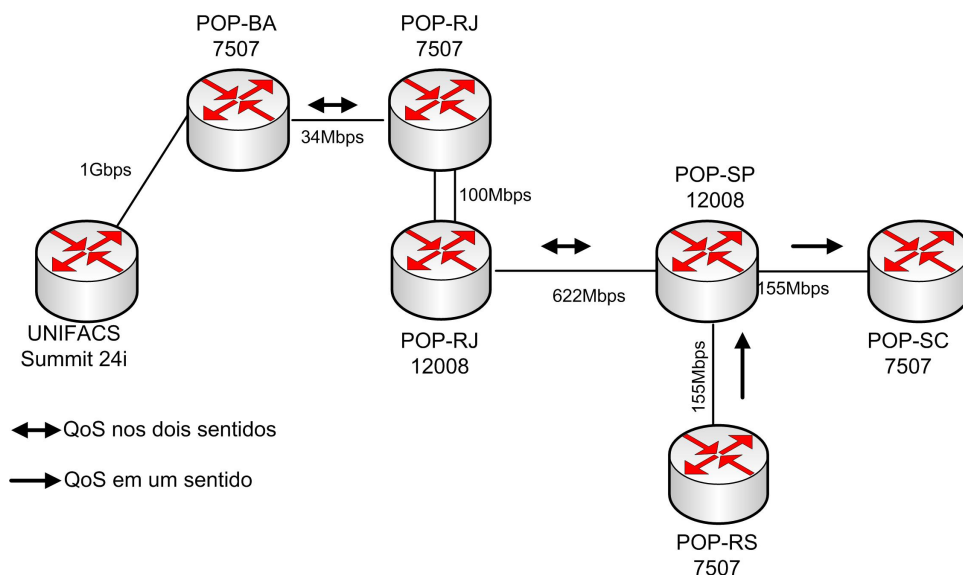 POP-BA
7507
POP-RJ
7507
34Mbps
1Gbps
100Mbps
POP-SP
12008
UNIFACS
Summit 24i
POP-RJ
12008
622Mbps
155Mbps
POP-SC
7507
155Mbps
QoS nos dois sentidos
QoS em um sentido
POP-RS
7507